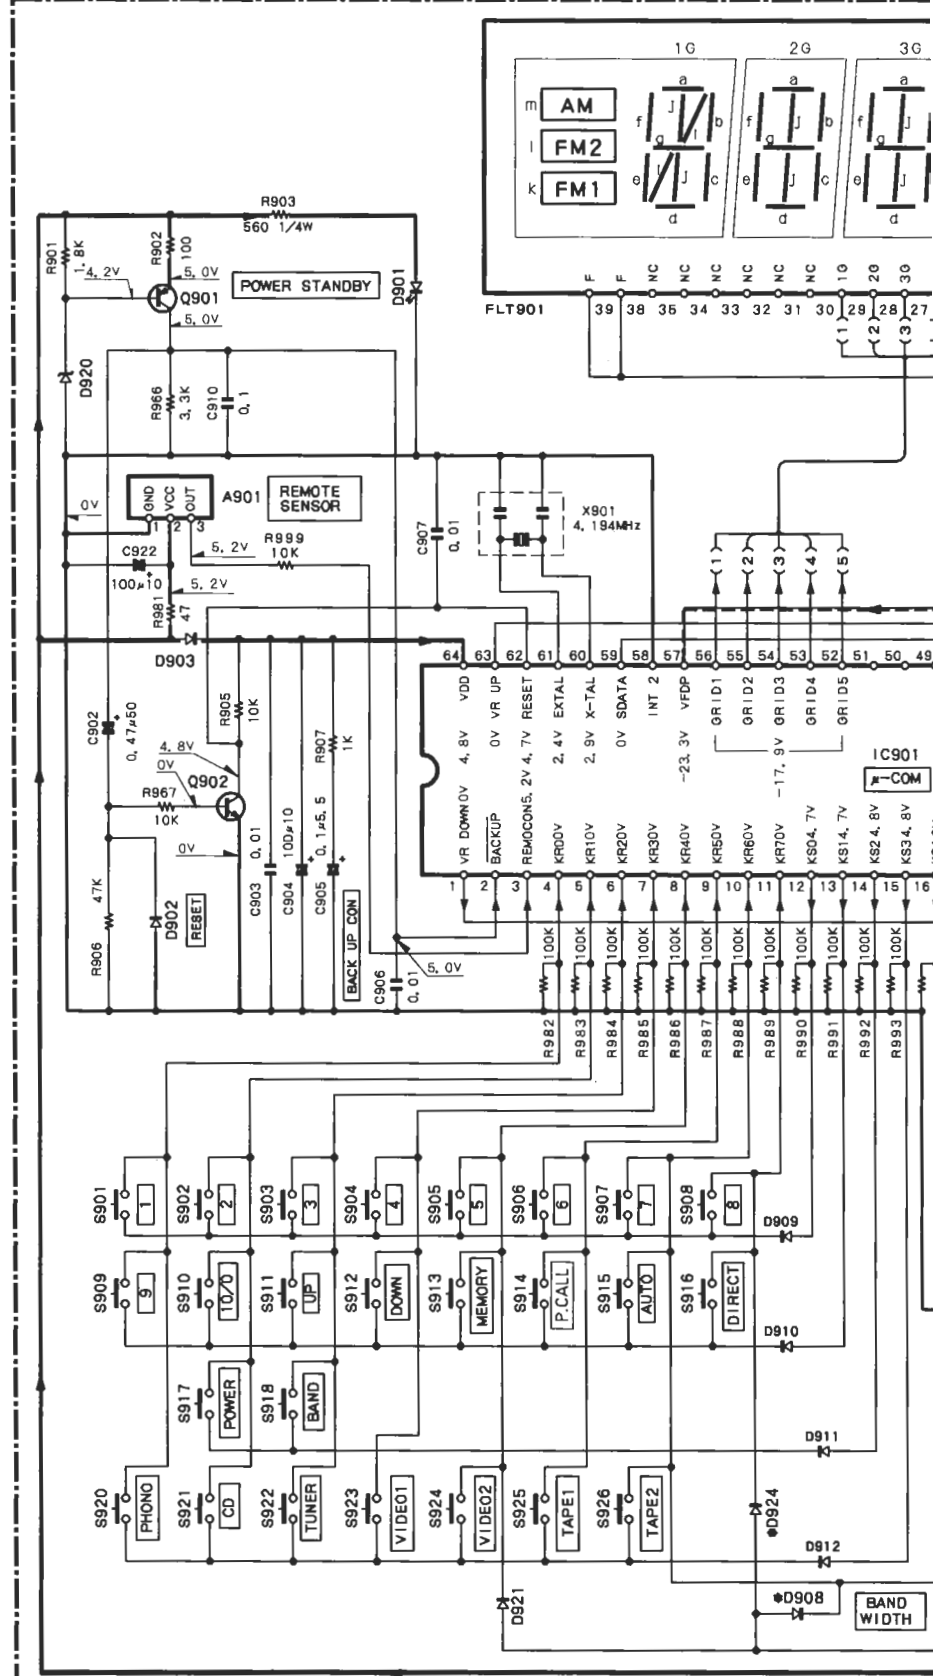 1G 2G 3G
m AM
l FM2
k FM1
a f b g J l e c d
a f b g J e c d
a f g J e d
F F NC NC NC NC NC NC 1G 2G 3G
FLT901 39 38 35 34 33 32 31 30 29 28 27
(1) (2) (3)
R903
560 1/4W
R901
1.8K
R902
100
4.2V
5.0V
Q901
5.0V
POWER STANDBY
D901
D920
R966
3.3K
C910
0.1
0V
GND VCC OUT
1 2 3
A901
REMOTE
SENSOR
C922
100μ10
5.2V
R999
10K
5.2V
R981
47
D903
C907
0.01
X901
4.194MHz
(1) (2) (3) (4) (5)
64 63 62 61 60 59 58 57 56 55 54 53 52 51 50 49
VDD VR UP RESET EXTAL X-TAL SDATA INT 2 VFDP GRID1 GRID2 GRID3 GRID4 GRID5
4.8V 0V 4.7V 2.4V 2.9V 0V -23.3V -17.9V
IC901
μ-COM
VR DOWN0V BACKUP REMOCON5.2V KR00V KR10V KR20V KR30V KR40V KR50V KR60V KR70V KS04.7V KS14.7V KS24.8V KS34.8V
1 2 3 4 5 6 7 8 9 10 11 12 13 14 15 16
C902
0.47μ50
R905
10K
4.8V
0V
Q902
R967
10K
0V
R907
1K
47K
R906
D902
RESET
C903
0.01
C904
100μ10
C905
0.1μ5.5
BACK UP CON
C906
0.01
5.0V
100K 100K 100K 100K 100K 100K 100K 100K 100K 100K 100K 100K
R982 R983 R984 R985 R986 R987 R988 R989 R990 R991 R992 R993
S901 1 S902 2 S903 3 S904 4 S905 5 S906 6 S907 7 S908 8
D909
S909 9 S910 10/0 S911 UP S912 DOWN S913 MEMORY S914 P.CALL S915 AUTO S916 DIRECT
D910
S917 POWER S918 BAND
D911
S920 PHONO S921 CD S922 TUNER S923 VIDEO1 S924 VIDEO2 S925 TAPE1 S926 TAPE2
*D924
D912
D921
*D908
BAND
WIDTH